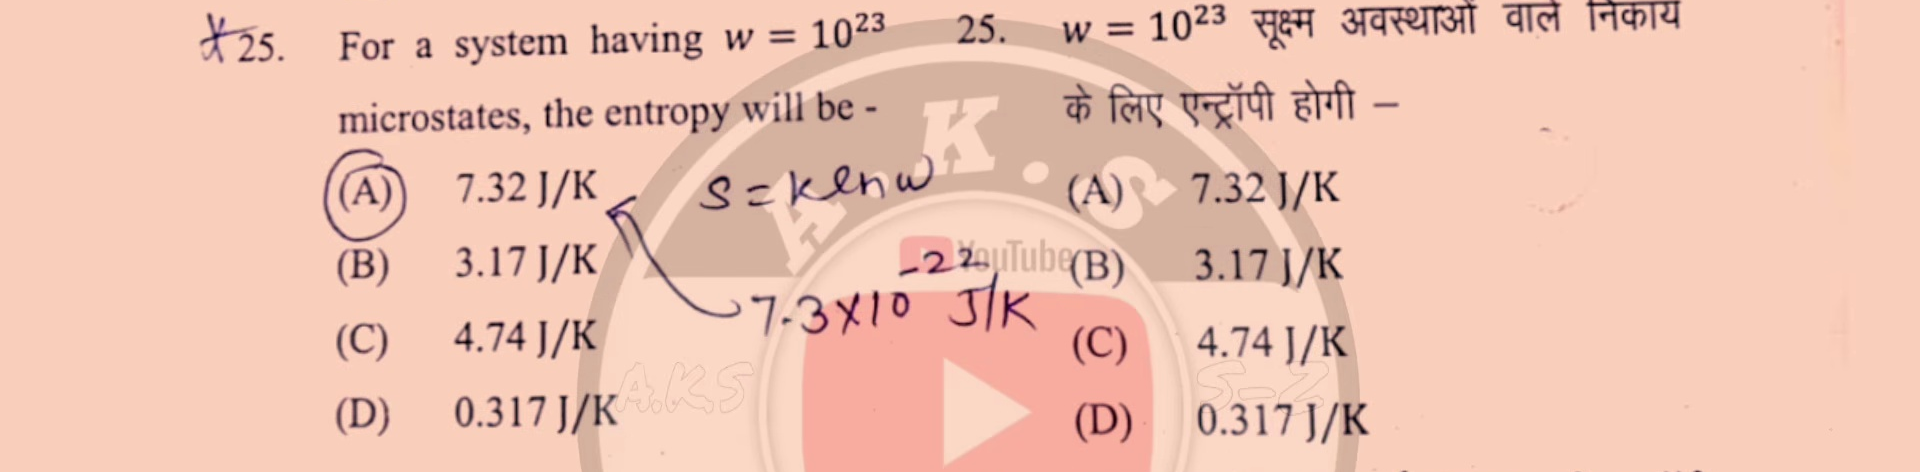 25. For a system having w = 10²³
microstates, the entropy will be -
(A) 7.32 J/K
(B) 3.17 J/K
(C) 4.74 J/K
(D) 0.317 J/K
S = k ln w
7.3 × 10⁻²² J/K
25. w = 10²³ सूक्ष्म अवस्थाओं वाले निकाय
के लिए एन्ट्रॉपी होगी –
(A) 7.32 J/K
(B) 3.17 J/K
(C) 4.74 J/K
(D) 0.317 J/K
A.K.S
YouTube
A.K.S
S-Z